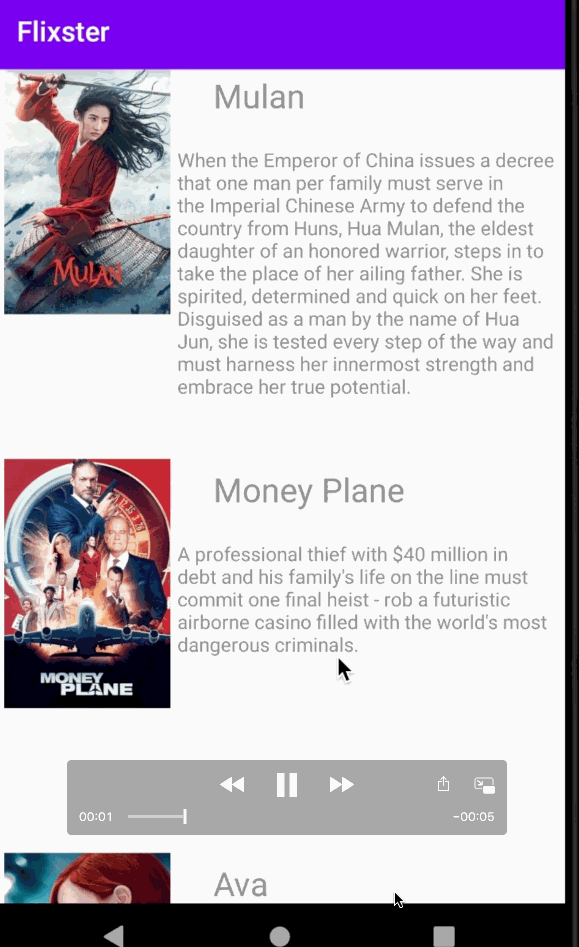 Flixster
Mulan
When the Emperor of China issues a decree
that one man per family must serve in
the Imperial Chinese Army to defend the
country from Huns, Hua Mulan, the eldest
daughter of an honored warrior, steps in to
take the place of her ailing father. She is
spirited, determined and quick on her feet.
Disguised as a man by the name of Hua
Jun, she is tested every step of the way and
must harness her innermost strength and
embrace her true potential.
MULAN
Money Plane
A professional thief with $40 million in
debt and his family's life on the line must
commit one final heist - rob a futuristic
airborne casino filled with the world's most
dangerous criminals.
MONEY
PLANE
00:01
-00:05
Ava